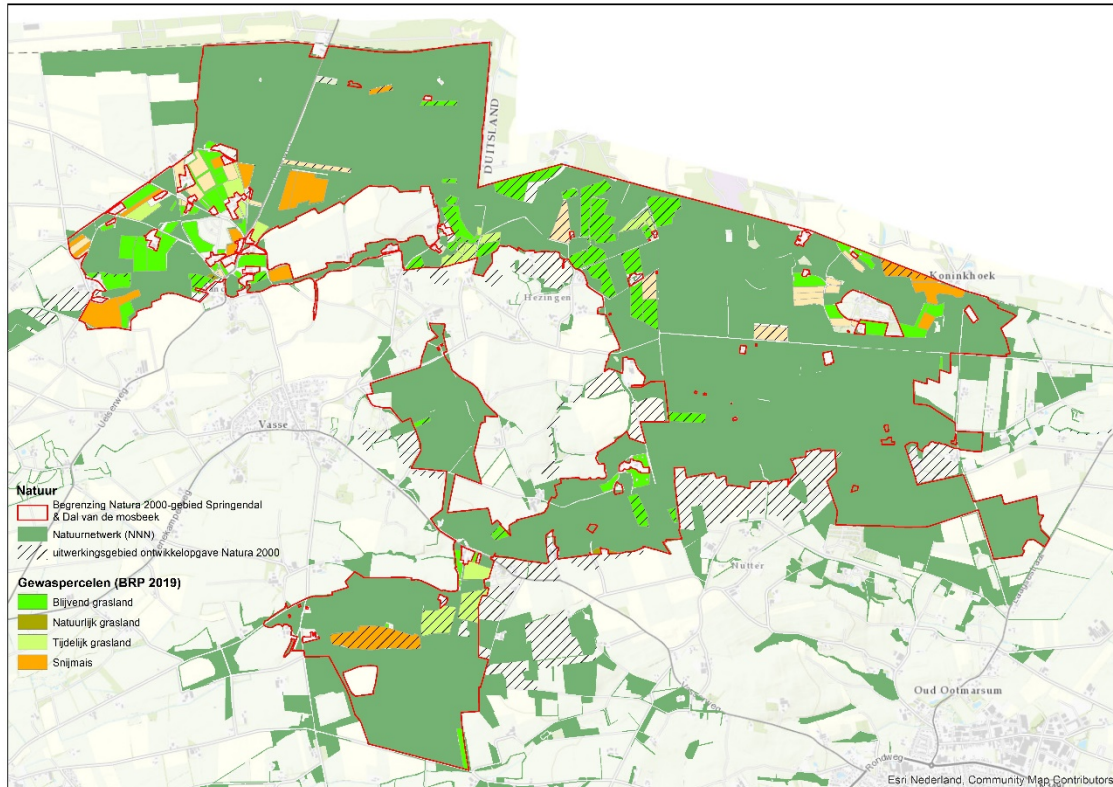 DUITSLAND
Koninkhoek
Hezingen
Uelserweg
Vasse
Natuur
Begrenzing Natura 2000-gebied Springendal
& Dal van de mosbeek
Natuurnetwerk (NNN)
uitwerkingsgebied ontwikkelopgave Natura 2000
Nutter
Gewaspercelen (BRP 2019)
Blijvend grasland
Natuurlijk grasland
Tijdelijk grasland
Snijmais
Oud Ootmarsum
Rondweg
Esri Nederland, Community Map Contributors